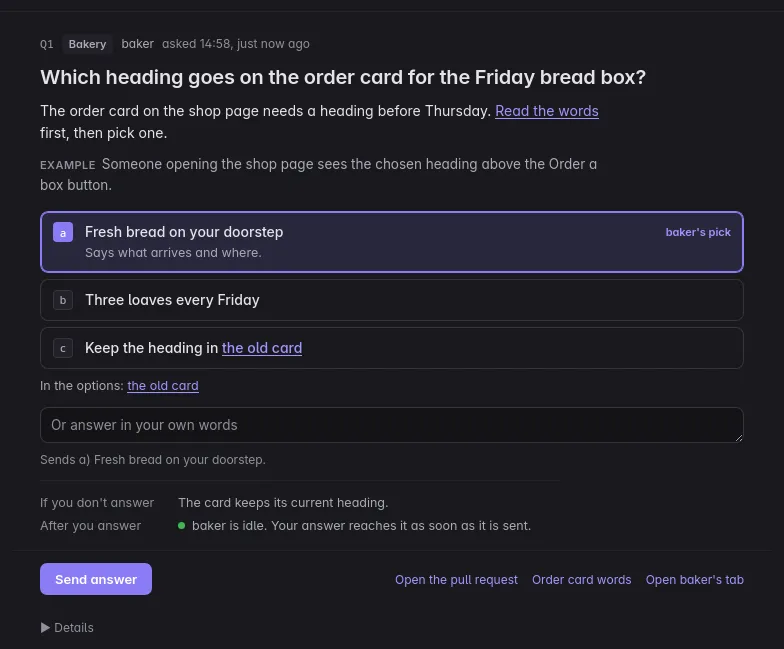 Q1 Bakery baker asked 14:58, just now ago
Which heading goes on the order card for the Friday bread box?
The order card on the shop page needs a heading before Thursday. Read the words
first, then pick one.
EXAMPLE Someone opening the shop page sees the chosen heading above the Order a
box button.
a Fresh bread on your doorstep baker's pick
Says what arrives and where.
b Three loaves every Friday
c Keep the heading in the old card
In the options: the old card
Or answer in your own words
Sends a) Fresh bread on your doorstep.
If you don't answer The card keeps its current heading.
After you answer baker is idle. Your answer reaches it as soon as it is sent.
Send answer Open the pull request Order card words Open baker's tab
Details